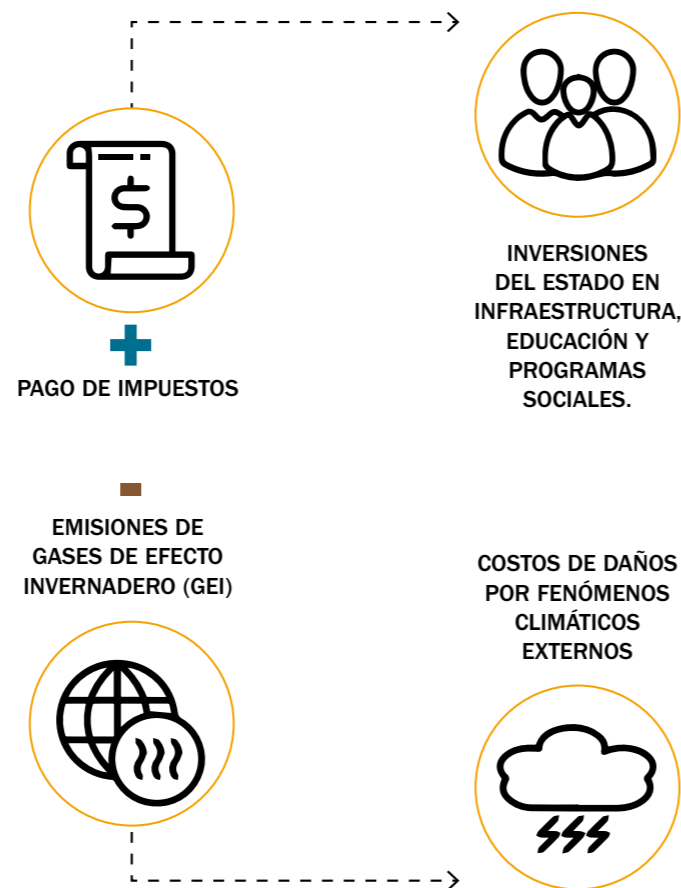 $
PAGO DE IMPUESTOS
INVERSIONES
DEL ESTADO EN
INFRAESTRUCTURA,
EDUCACIÓN Y
PROGRAMAS
SOCIALES.
EMISIONES DE
GASES DE EFECTO
INVERNADERO (GEI)
COSTOS DE DAÑOS
POR FENÓMENOS
CLIMÁTICOS
EXTERNOS